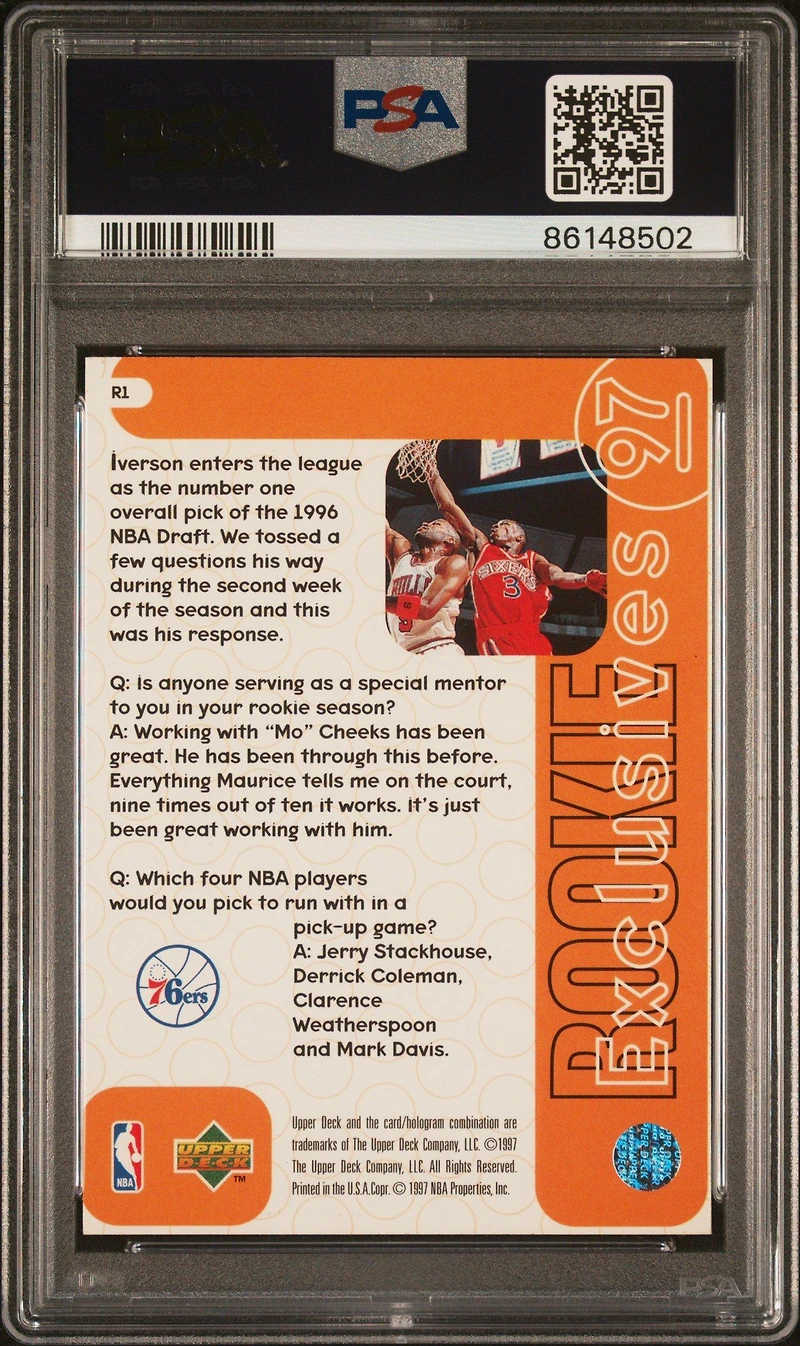 PSA
PSA
86148502
R1
97
Iverson enters the league
as the number one
overall pick of the 1996
NBA Draft. We tossed a
few questions his way
during the second week
of the season and this
was his response.
SIXERS
3
Q: Is anyone serving as a special mentor
to you in your rookie season?
A: Working with “Mo” Cheeks has been
great. He has been through this before.
Everything Maurice tells me on the court,
nine times out of ten it works. It’s just
been great working with him.
Q: Which four NBA players
would you pick to run with in a
pick-up game?
A: Jerry Stackhouse,
Derrick Coleman,
Clarence
Weatherspoon
and Mark Davis.
76ers
ROOKIE
Exclusives
NBA
UPPER
DECK
TM
Upper Deck and the card/hologram combination are
trademarks of The Upper Deck Company, LLC. ©1997
The Upper Deck Company, LLC. All Rights Reserved.
Printed in the U.S.A.Copr. © 1997 NBA Properties, Inc.
PSA